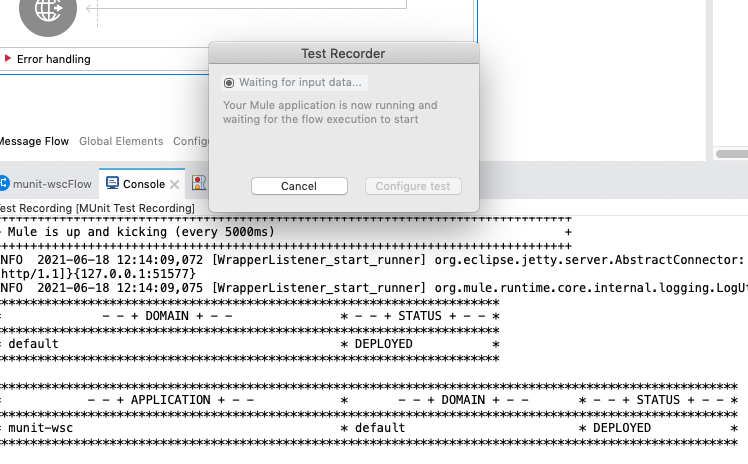 Test Recorder
Error handling
Waiting for input data...
Your Mule application is now running and
waiting for the flow execution to start
Message Flow Global Elements
munit-wscFlow Console
Cancel Configure test
Test Recording [MUnit Test Recording]
++++++++++++++++++++++++++++++++++++++++++++++++++++++++++++++++++++++++++
Mule is up and kicking (every 5000ms) +
++++++++++++++++++++++++++++++++++++++++++++++++++++++++++++++++++++++++++
NFO 2021-06-18 12:14:09,072 [WrapperListener_start_runner] org.eclipse.jetty.server.AbstractConnector:
http/1.1]}{127.0.0.1:51577}
NFO 2021-06-18 12:14:09,075 [WrapperListener_start_runner] org.mule.runtime.core.internal.logging.LogUt
*****************************************************************
- - + DOMAIN + - - * - - + STATUS + - - *
*****************************************************************
default * DEPLOYED *
*****************************************************************
*********************************************************************************************
- - + APPLICATION + - - * - - + DOMAIN + - - * - - + STATUS + - - *
*********************************************************************************************
munit-wsc * default * DEPLOYED *
*********************************************************************************************